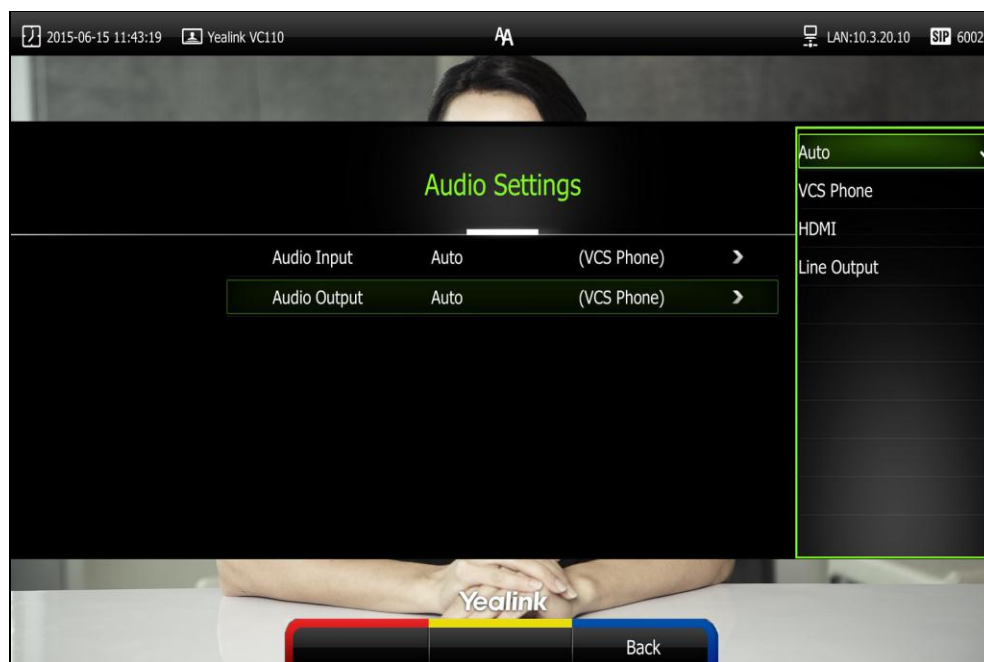 2015-06-15 11:43:19 Yealink VC110 AA LAN:10.3.20.10 SIP 6002
Audio Settings
Audio Input Auto (VCS Phone)
Audio Output Auto (VCS Phone)
Auto
VCS Phone
HDMI
Line Output
Yealink
Back